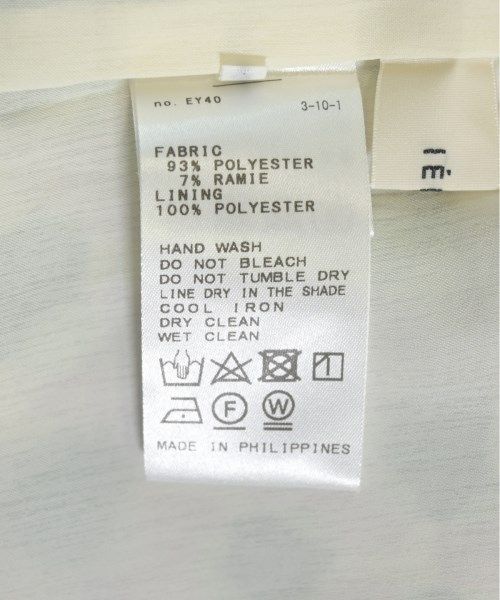 no. EY40 3-10-1
FABRIC
93% POLYESTER
7% RAMIE
LINING
100% POLYESTER
HAND WASH
DO NOT BLEACH
DO NOT TUMBLE DRY
LINE DRY IN THE SHADE
COOL IRON
DRY CLEAN
WET CLEAN
F W
MADE IN PHILIPPINES